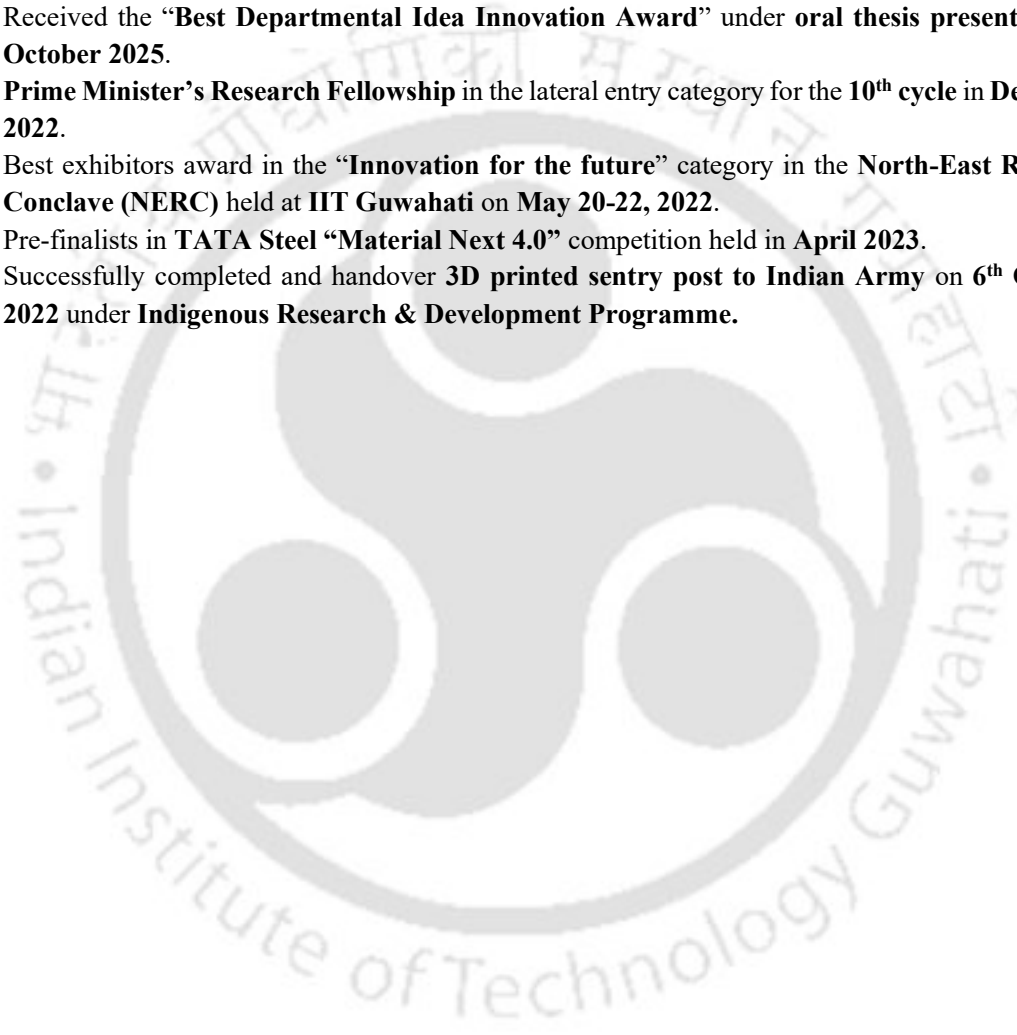 Received the “Best Departmental Idea Innovation Award” under oral thesis present
October 2025.
Prime Minister’s Research Fellowship in the lateral entry category for the 10th cycle in De
2022.
Best exhibitors award in the “Innovation for the future” category in the North-East R
Conclave (NERC) held at IIT Guwahati on May 20-22, 2022.
Pre-finalists in TATA Steel “Material Next 4.0” competition held in April 2023.
Successfully completed and handover 3D printed sentry post to Indian Army on 6th
2022 under Indigenous Research & Development Programme.
Indian Institute of Technology Guwahati